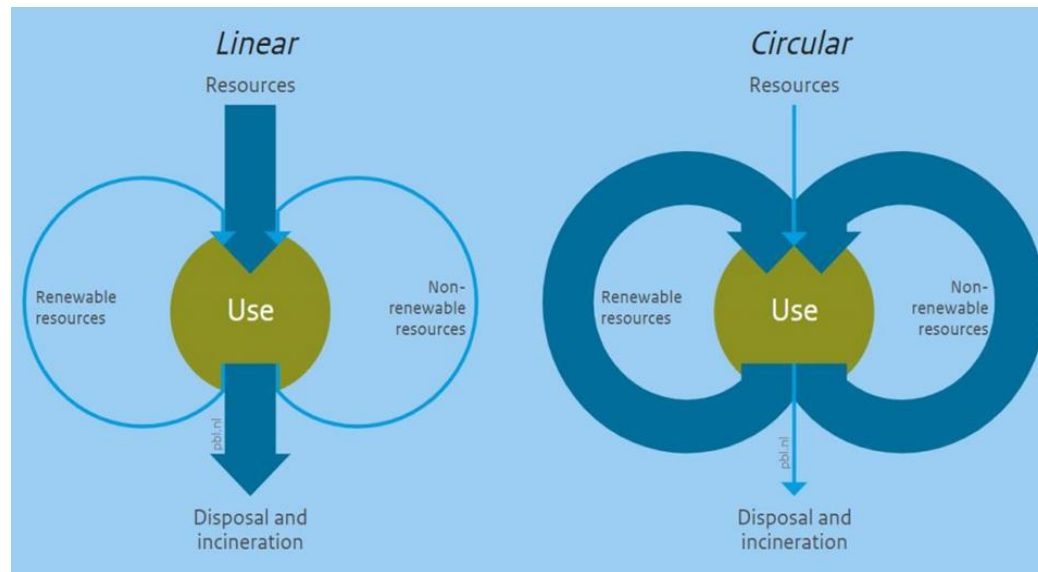 Linear
Resources
Renewable
resources
Use
Non-
renewable
resources
pbl.nl
Disposal and
incineration
Circular
Resources
Renewable
resources
Use
Non-
renewable
resources
pbl.nl
Disposal and
incineration